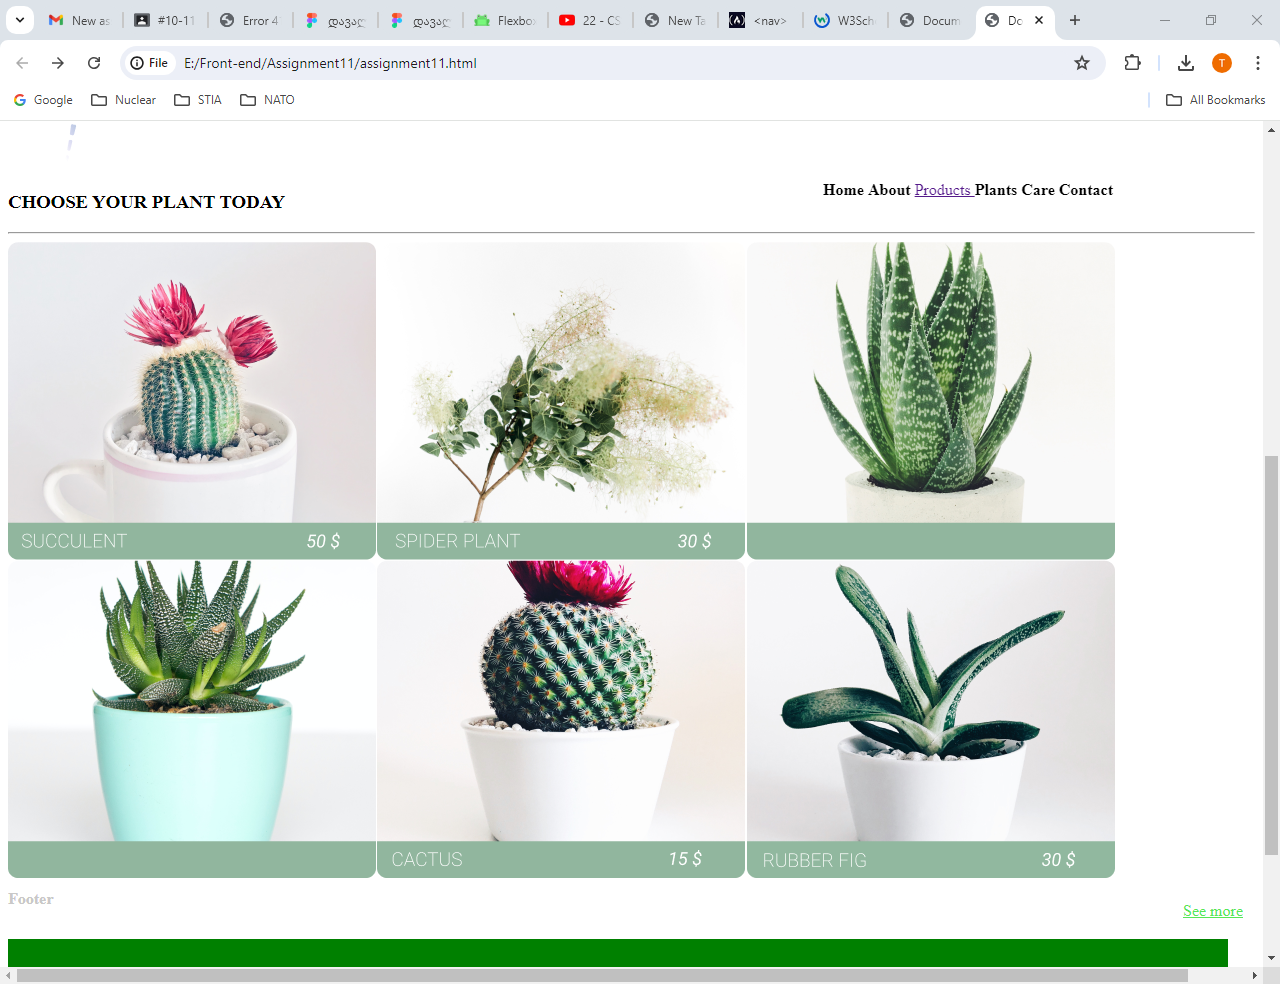 New as
#10-11
Error 4
დავალ
დავალ
Flexbo
22 - CS
New Ta
<nav>
W3Sch
Docum
Do
File
E:/Front-end/Assignment11/assignment11.html
T
Google
Nuclear
STIA
NATO
All Bookmarks
Home About Products Plants Care Contact
CHOOSE YOUR PLANT TODAY
SUCCULENT 50 $
SPIDER PLANT 30 $
CACTUS 15 $
RUBBER FIG 30 $
Footer
See more